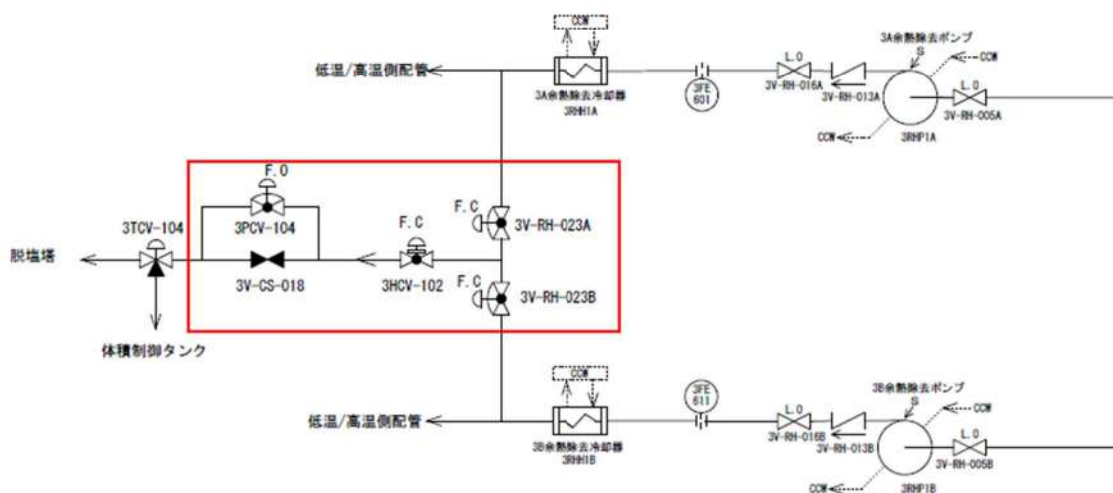 CCW
3A余熱除去ポンプ
S
CCW
低温/高温側配管
L.O
L.O
3A余熱除去冷却器
3RHH1A
3FE
601
3V-RH-016A
3V-RH-013A
3V-RH-005A
CCW
3RHP1A
F.O
F.C
3TCV-104
3PCV-104
F.C
3V-RH-023A
脱塩塔
3V-CS-018
3HCV-102
F.C
3V-RH-023B
体積制御タンク
CCW
3FE
611
3B余熱除去ポンプ
S
CCW
低温/高温側配管
L.O
L.O
3B余熱除去冷却器
3RHH1B
3V-RH-016B
3V-RH-013B
3V-RH-005B
CCW
3RHP1B